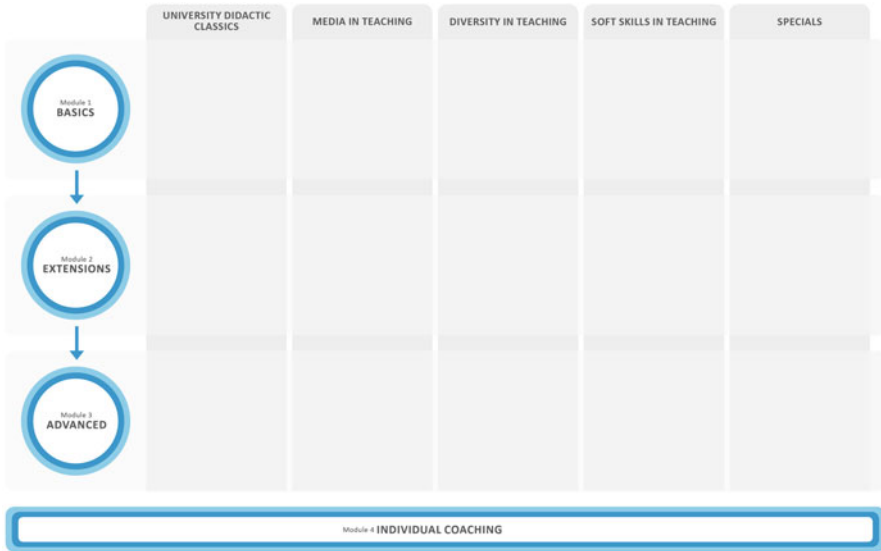 UNIVERSITY DIDACTIC
CLASSICS
MEDIA IN TEACHING
DIVERSITY IN TEACHING
SOFT SKILLS IN TEACHING
SPECIALS
Module 1
BASICS
Module 2
EXTENSIONS
Module 3
ADVANCED
Module 4 INDIVIDUAL COACHING